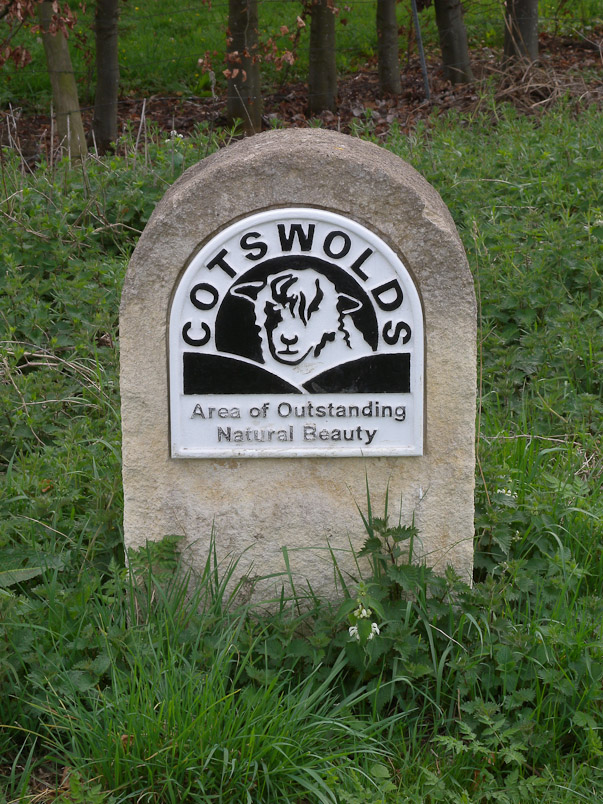 COTSWOLDS
Area of Outstanding
Natural Beauty